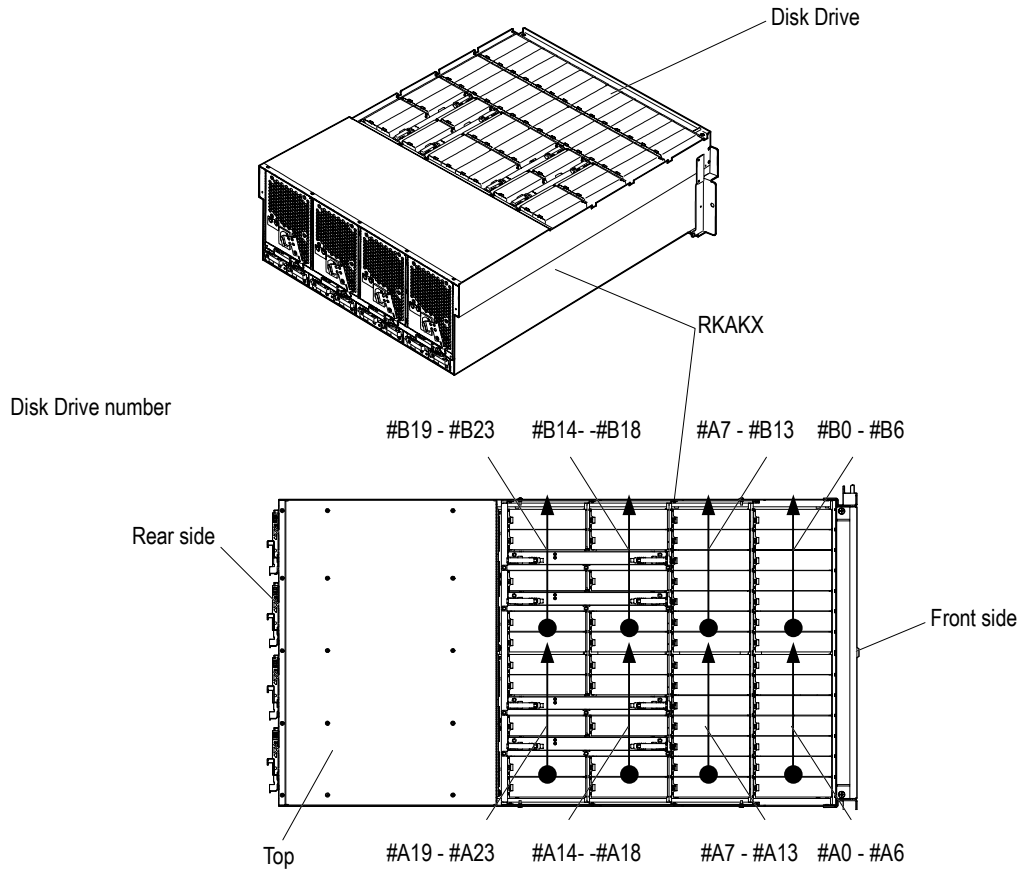 Disk Drive
RKAKX
Disk Drive number
#B19 - #B23 #B14- -#B18 #A7 - #B13 #B0 - #B6
Rear side
Front side
Top
#A19 - #A23 #A14- -#A18 #A7 - #A13 #A0 - #A6